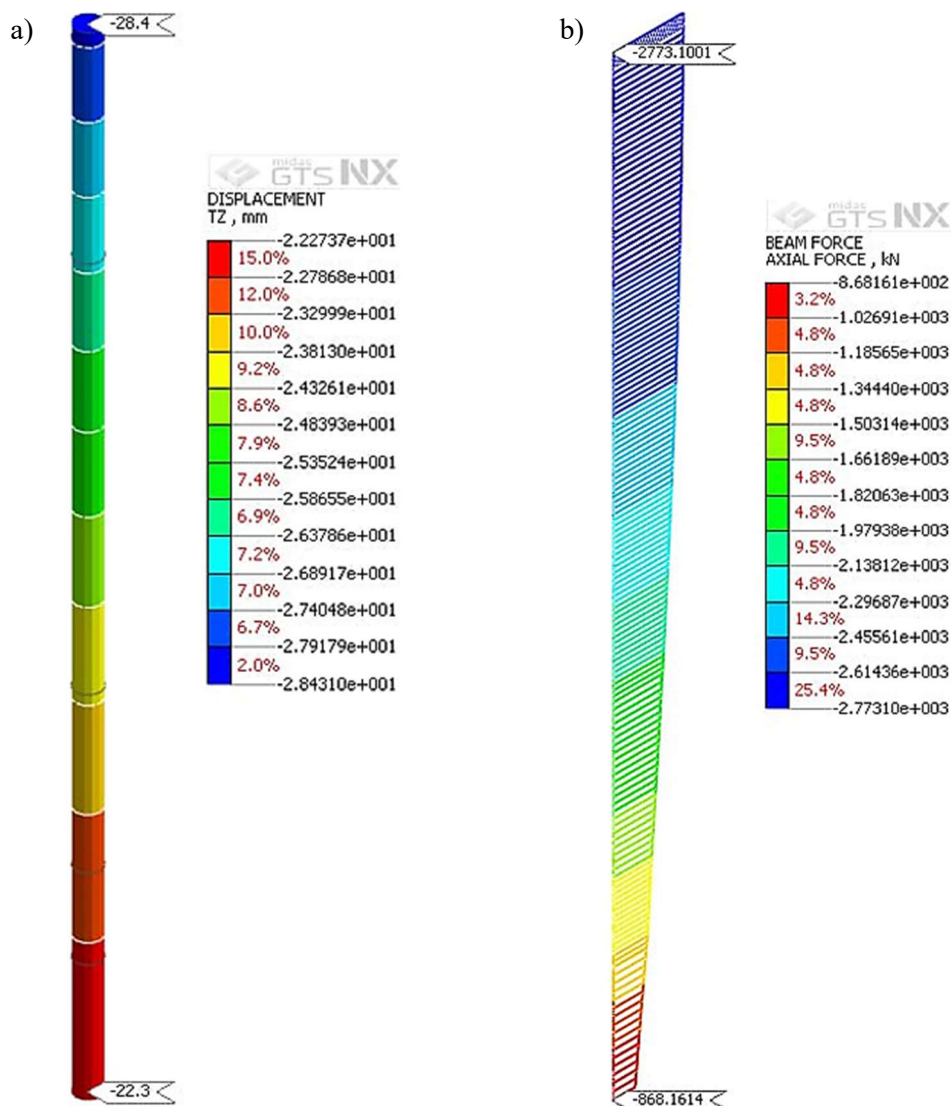 a)
-28.4
midas
GTS NX
DISPLACEMENT
TZ , mm
-2.22737e+001
15.0%
-2.27868e+001
12.0%
-2.32999e+001
10.0%
-2.38130e+001
9.2%
-2.43261e+001
8.6%
-2.48393e+001
7.9%
-2.53524e+001
7.4%
-2.58655e+001
6.9%
-2.63786e+001
7.2%
-2.68917e+001
7.0%
-2.74048e+001
6.7%
-2.79179e+001
2.0%
-2.84310e+001
-22.3
b)
-2773.1001
midas
GTS NX
BEAM FORCE
AXIAL FORCE , kN
-8.68161e+002
3.2%
-1.02691e+003
4.8%
-1.18565e+003
4.8%
-1.34440e+003
4.8%
-1.50314e+003
9.5%
-1.66189e+003
4.8%
-1.82063e+003
4.8%
-1.97938e+003
9.5%
-2.13812e+003
4.8%
-2.29687e+003
14.3%
-2.45561e+003
9.5%
-2.61436e+003
25.4%
-2.77310e+003
-868.1614